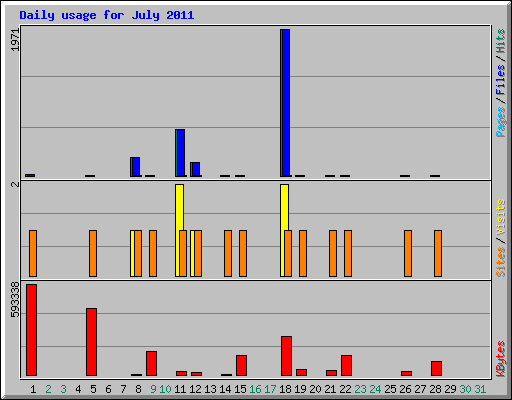 Daily usage for July 2011
1971
Pages/Files/Hits
2
Sites/Visits
593338
KBytes
1 2 3 4 5 6 7 8 9 10 11 12 13 14 15 16 17 18 19 20 21 22 23 24 25 26 27 28 29 30 31